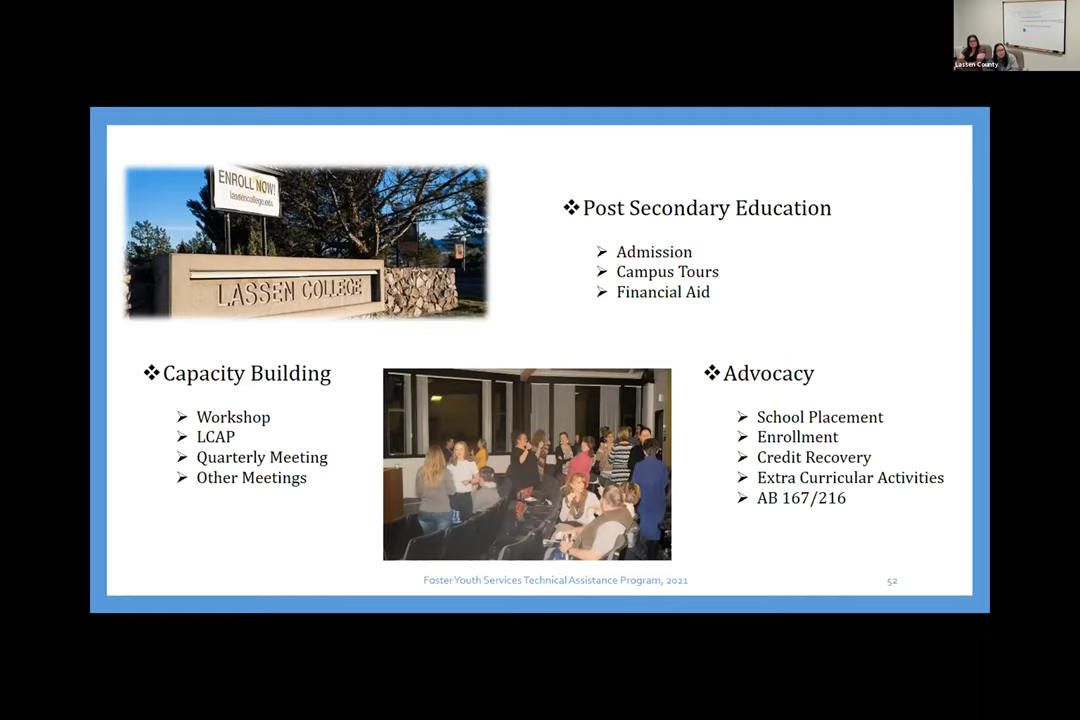 Lassen County
ENROLL NOW!
lassencollege.edu
LASSEN COLLEGE
❖Post Secondary Education
➢ Admission
➢ Campus Tours
➢ Financial Aid
❖Capacity Building
➢ Workshop
➢ LCAP
➢ Quarterly Meeting
➢ Other Meetings
❖Advocacy
➢ School Placement
➢ Enrollment
➢ Credit Recovery
➢ Extra Curricular Activities
➢ AB 167/216
Foster Youth Services Technical Assistance Program, 2021
52